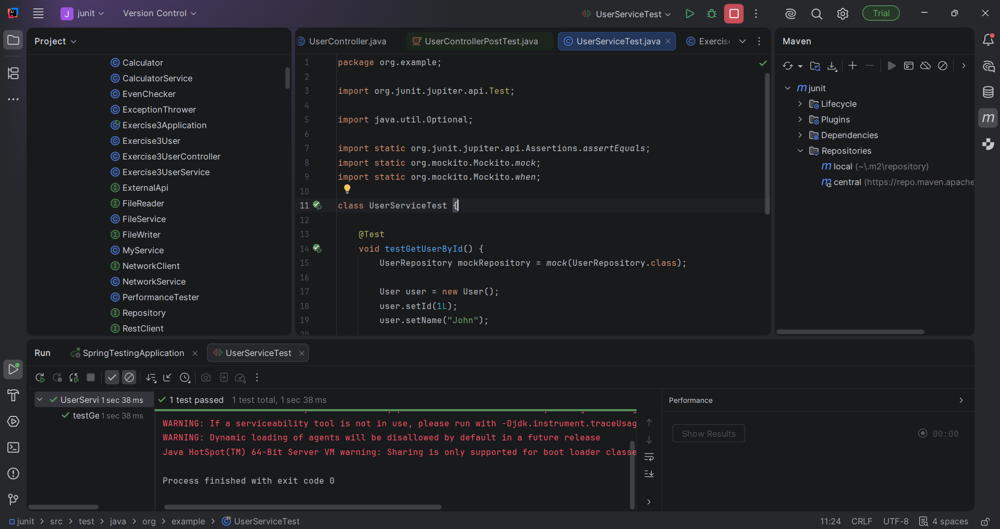 J junit
Version Control
UserServiceTest
Trial
Project
Calculator
CalculatorService
EvenChecker
ExceptionThrower
Exercise3Application
Exercise3User
Exercise3UserController
Exercise3UserService
ExternalApi
FileReader
FileService
FileWriter
MyService
NetworkClient
NetworkService
PerformanceTester
Repository
RestClient
UserController.java
UserControllerPostTest.java
UserServiceTest.java
Exercis
1 package org.example;
2
3 import org.junit.jupiter.api.Test;
4
5 import java.util.Optional;
6
7 import static org.junit.jupiter.api.Assertions.assertEquals;
8 import static org.mockito.Mockito.mock;
9 import static org.mockito.Mockito.when;
10
11 class UserServiceTest {
12
13 @Test
14 void testGetUserById() {
15 UserRepository mockRepository = mock(UserRepository.class);
16
17 User user = new User();
18 user.setId(1L);
19 user.setName("John");
20
Maven
m junit
Lifecycle
Plugins
Dependencies
Repositories
m local (~\.m2\repository)
m central (https://repo.maven.apache
m
Run
SpringTestingApplication
UserServiceTest
UserServi 1 sec 38 ms
testGe 1 sec 38 ms
1 test passed 1 test total, 1 sec 38 ms
WARNING: If a serviceability tool is not in use, please run with -Djdk.instrument.traceUsag
WARNING: Dynamic loading of agents will be disallowed by default in a future release
Java HotSpot(TM) 64-Bit Server VM warning: Sharing is only supported for boot loader classe
Process finished with exit code 0
Performance
Show Results
00:00
junit > src > test > java > org > example > UserServiceTest
11:24 CRLF UTF-8 4 spaces